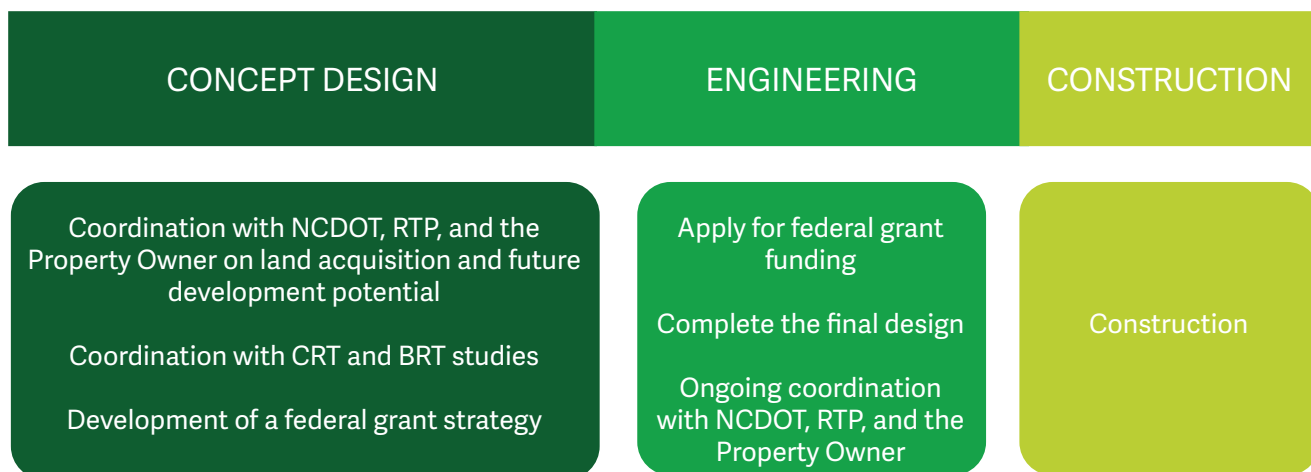 CONCEPT DESIGN
ENGINEERING
CONSTRUCTION
Coordination with NCDOT, RTP, and the
Property Owner on land acquisition and future
development potential
Coordination with CRT and BRT studies
Development of a federal grant strategy
Apply for federal grant
funding
Complete the final design
Ongoing coordination
with NCDOT, RTP, and the
Property Owner
Construction